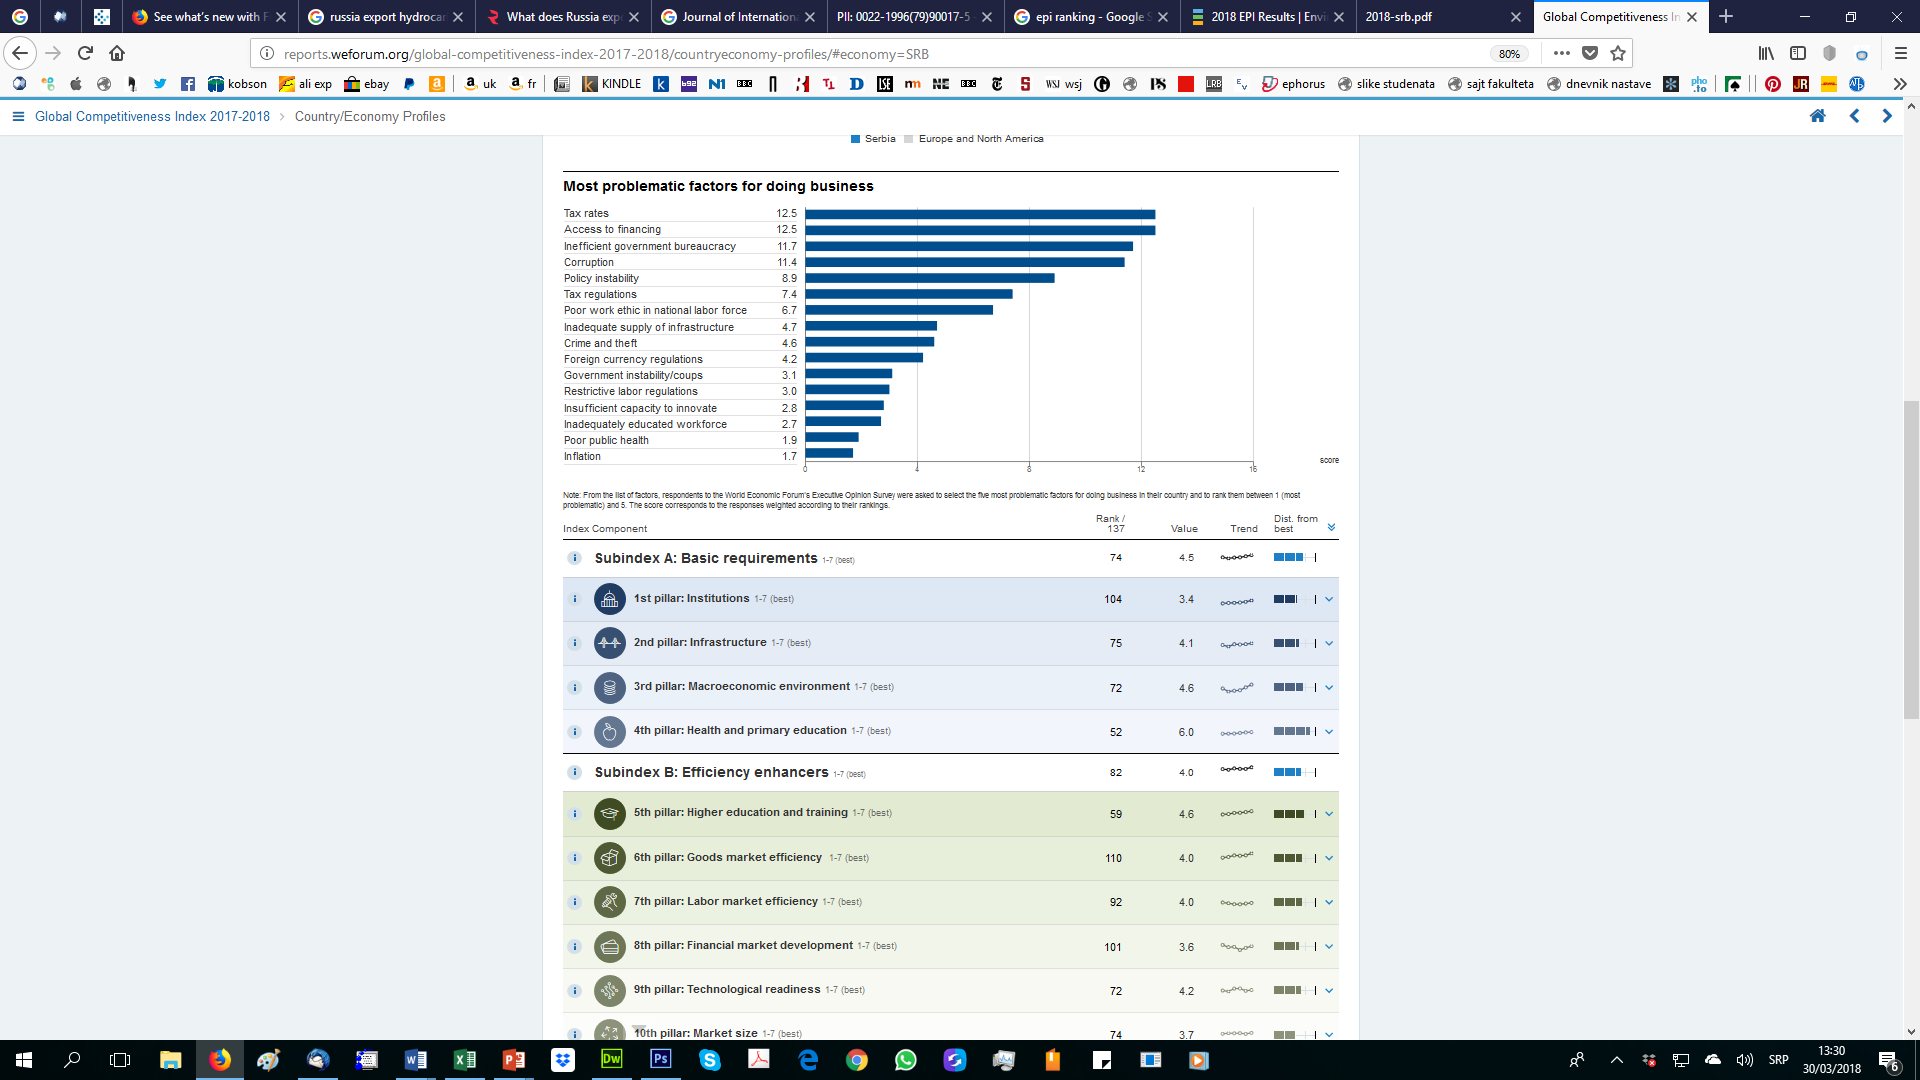 See what's new with F
russia export hydrocar
What does Russia exp
Journal of Internationa
PII: 0022-1996(79)90017-5
epi ranking - Google S
2018 EPI Results | Envi
2018-srb.pdf
Global Competitiveness In
reports.weforum.org/global-competitiveness-index-2017-2018/countryeconomy-profiles/#economy=SRB
80%
kobson ali exp ebay uk fr KINDLE wsj ephorus slike studenata sajt fakulteta dnevnik nastave
Global Competitiveness Index 2017-2018 > Country/Economy Profiles
Serbia Europe and North America
Most problematic factors for doing business
Tax rates 12.5
Access to financing 12.5
Inefficient government bureaucracy 11.7
Corruption 11.4
Policy instability 8.9
Tax regulations 7.4
Poor work ethic in national labor force 6.7
Inadequate supply of infrastructure 4.7
Crime and theft 4.6
Foreign currency regulations 4.2
Government instability/coups 3.1
Restrictive labor regulations 3.0
Insufficient capacity to innovate 2.8
Inadequately educated workforce 2.7
Poor public health 1.9
Inflation 1.7
score
0 4 8 12 16
Note: From the list of factors, respondents to the World Economic Forum's Executive Opinion Survey were asked to select the five most problematic factors for doing business in their country and to rank them between 1 (most
problematic) and 5. The score corresponds to the responses weighted according to their rankings.
Index Component Rank / 137 Value Trend Dist. from best
Subindex A: Basic requirements 1-7 (best) 74 4.5
1st pillar: Institutions 1-7 (best) 104 3.4
2nd pillar: Infrastructure 1-7 (best) 75 4.1
3rd pillar: Macroeconomic environment 1-7 (best) 72 4.6
4th pillar: Health and primary education 1-7 (best) 52 6.0
Subindex B: Efficiency enhancers 1-7 (best) 82 4.0
5th pillar: Higher education and training 1-7 (best) 59 4.6
6th pillar: Goods market efficiency 1-7 (best) 110 4.0
7th pillar: Labor market efficiency 1-7 (best) 92 4.0
8th pillar: Financial market development 1-7 (best) 101 3.6
9th pillar: Technological readiness 1-7 (best) 72 4.2
10th pillar: Market size 1-7 (best) 74 3.7
SRP
13:30
30/03/2018
6